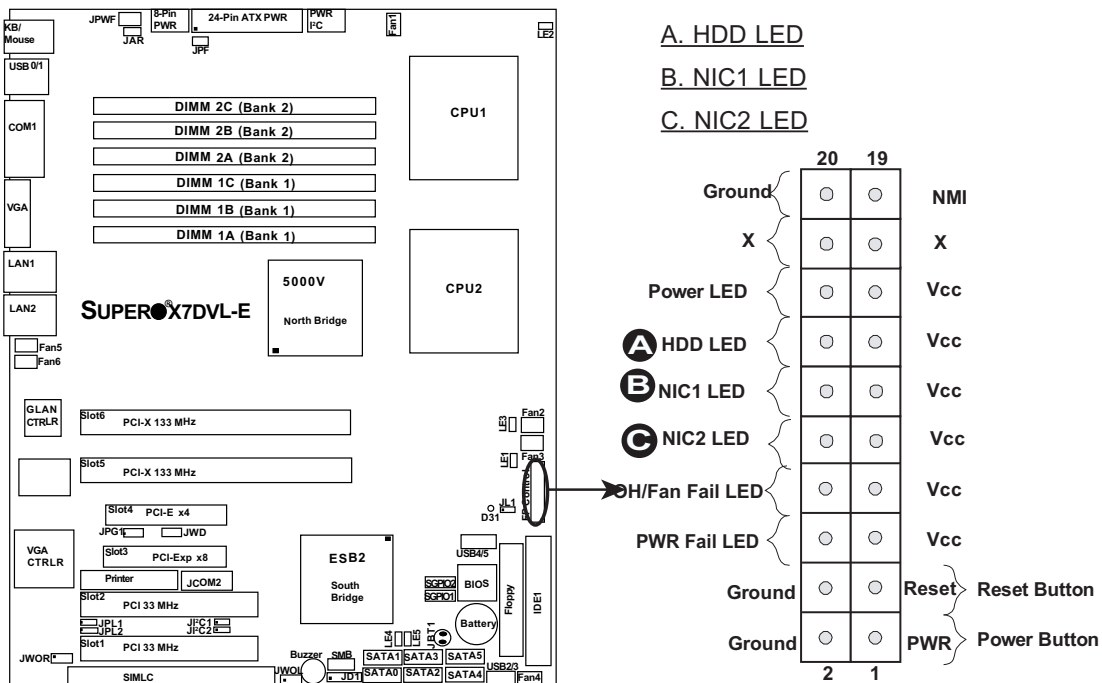 JPWF
8-Pin PWR
24-Pin ATX PWR
PWR I²C
Fan1
LE2
KB/ Mouse
JAR
JPF
USB 0/1
COM1
VGA
LAN1
LAN2
Fan5
Fan6
DIMM 2C (Bank 2)
DIMM 2B (Bank 2)
DIMM 2A (Bank 2)
DIMM 1C (Bank 1)
DIMM 1B (Bank 1)
DIMM 1A (Bank 1)
CPU1
CPU2
SUPER●®X7DVL-E
5000V
North Bridge
GLAN CTRLR
Slot6
PCI-X 133 MHz
Slot5
PCI-X 133 MHz
LE3
Fan2
Fan3
LE1
FP Control
JL1
D31
Slot4
PCI-E x4
JPG1
JWD
Slot3
PCI-Exp x8
VGA CTRLR
Printer
JCOM2
Slot2
PCI 33 MHz
JPL1
JPL2
JI²C1
JI²C2
Slot1
PCI 33 MHz
JWOR
SIMLC
ESB2
South Bridge
USB4/5
SGPIO2
SGPIO1
BIOS
Floppy
IDE1
Battery
LE4
LE5
JBT1
Buzzer
SMB
JWOL
JD1
SATA1
SATA3
SATA5
SATA0
SATA2
SATA4
USB2/3
Fan4
A. HDD LED
B. NIC1 LED
C. NIC2 LED
20 19
Ground NMI
X X
Power LED Vcc
A HDD LED Vcc
B NIC1 LED Vcc
C NIC2 LED Vcc
OH/Fan Fail LED Vcc
PWR Fail LED Vcc
Ground Reset Reset Button
Ground PWR Power Button
2 1